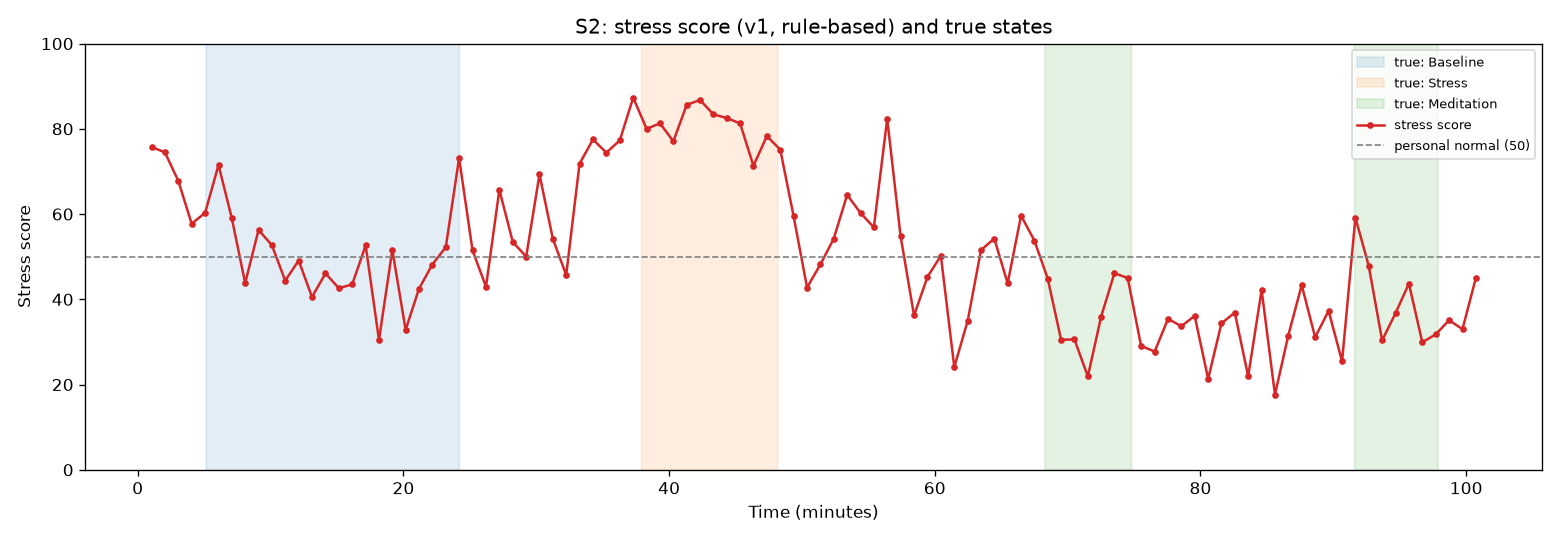 S2: stress score (v1, rule-based) and true states
Stress score
100
80
60
40
20
0
true: Baseline
true: Stress
true: Meditation
stress score
personal normal (50)
0 20 40 60 80 100
Time (minutes)